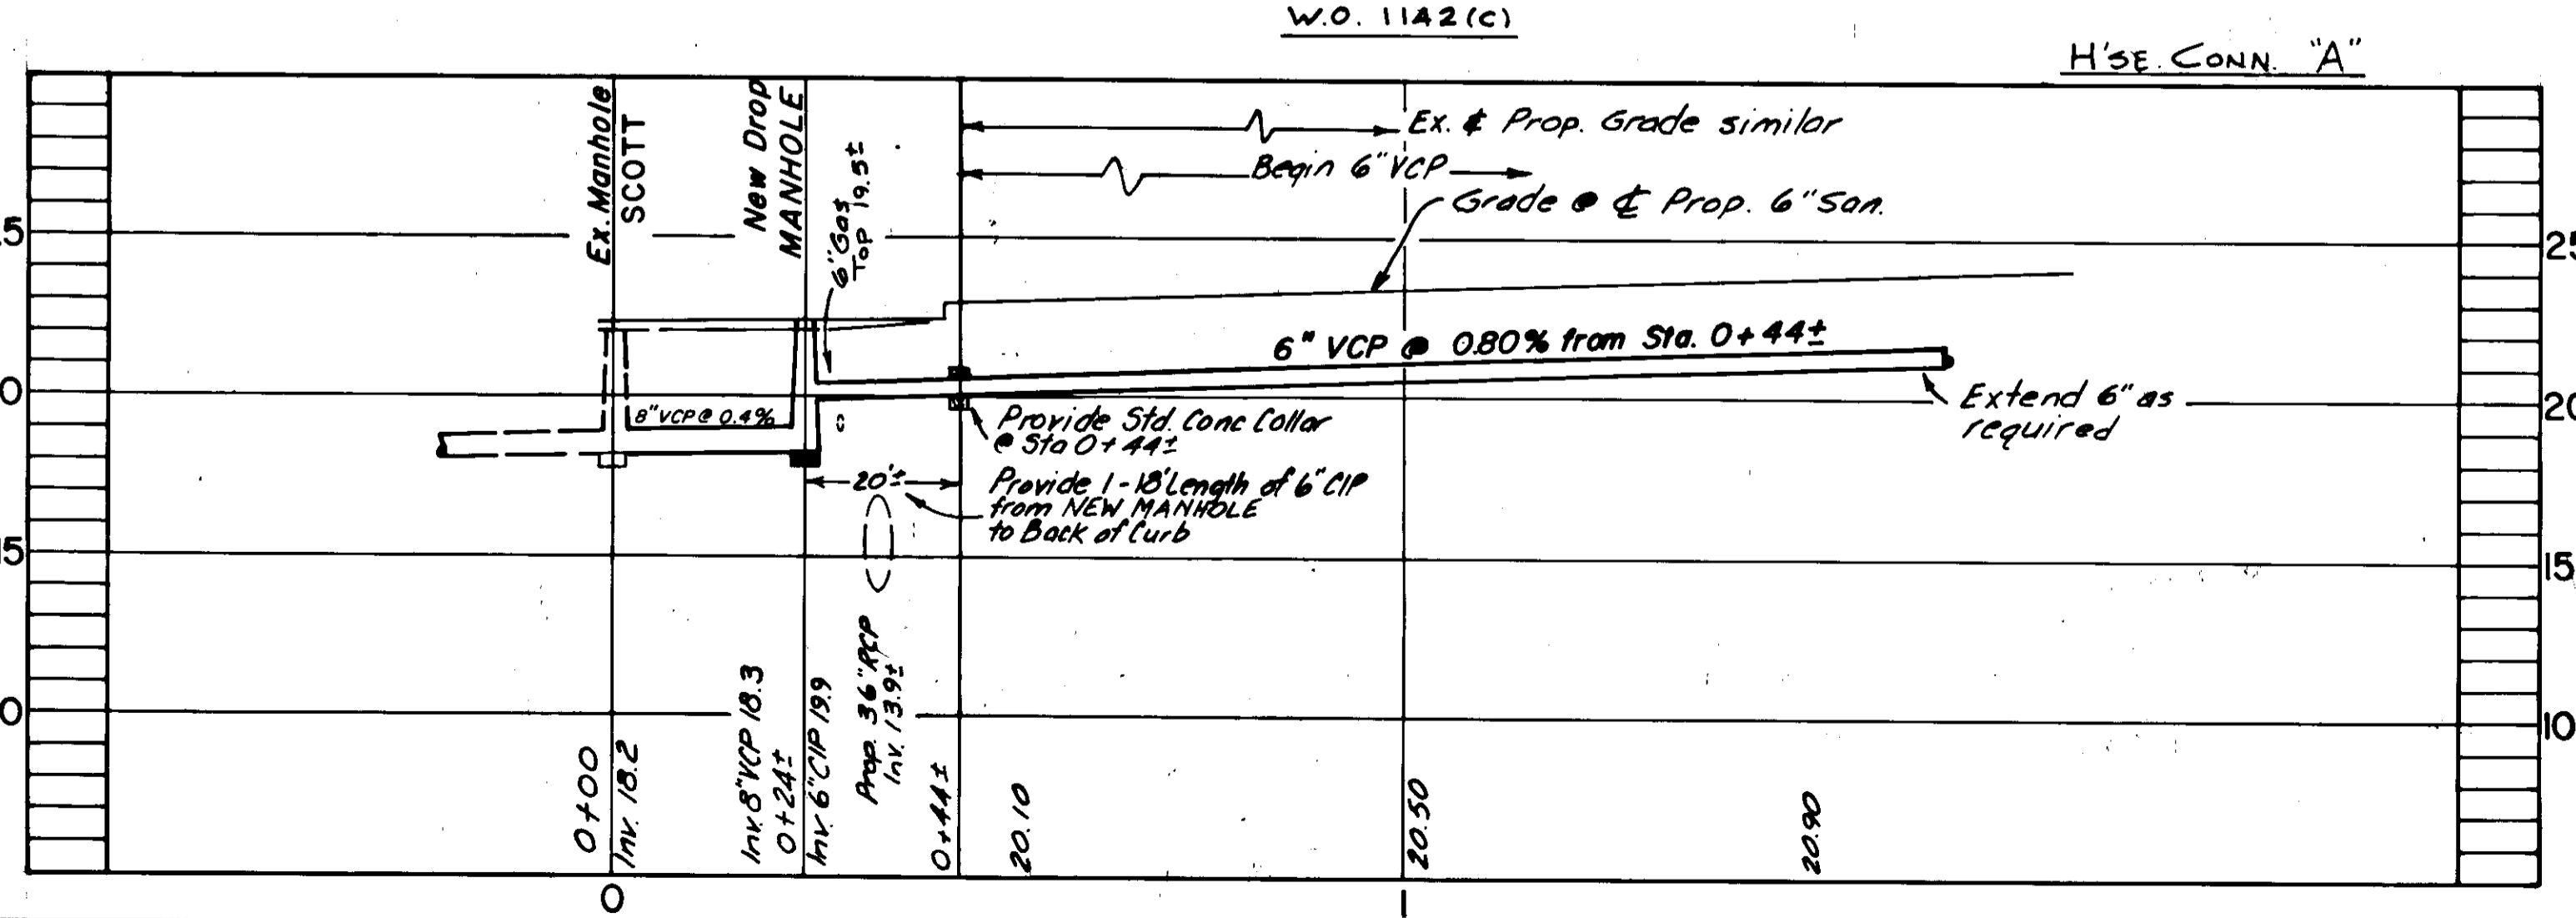 W.O. 11A2(C)
H'SE. CONN. "A"
Ex. Manhole
SCOTT
New Drop
MANHOLE
6" Gas
Top 19.5±
Ex. & Prop. Grade similar
Begin 6" VCP
Grade @ ℄ Prop. 6" San.
25
6" VCP @ 0.80% from Sta. 0+44±
8" VCP @ 0.4%
Provide Std. Conc Collar
@ Sta 0+44±
Extend 6" as
required
20
20'±
Provide 1-18' Length of 6" CIP
from NEW MANHOLE
to Back of Curb
15
15
Prop. 36" RCP
Inv. 13.9±
10
0+00
Inv. 18.2
Inv. 8" VCP 18.3
0+24±
Inv. 6" CIP 19.9
0+44±
20.10
20.50
20.90
0
1